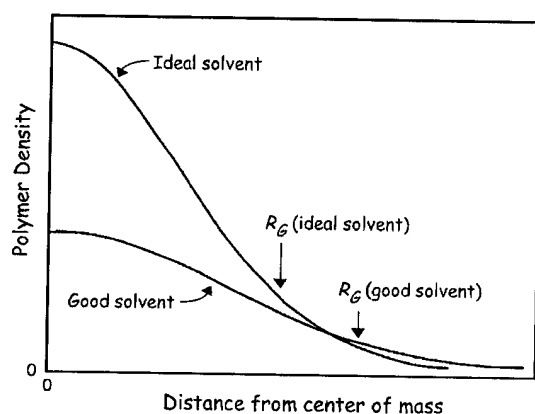 Ideal solvent
R_G (ideal solvent)
R_G (good solvent)
Good solvent
Polymer Density
0
0
Distance from center of mass